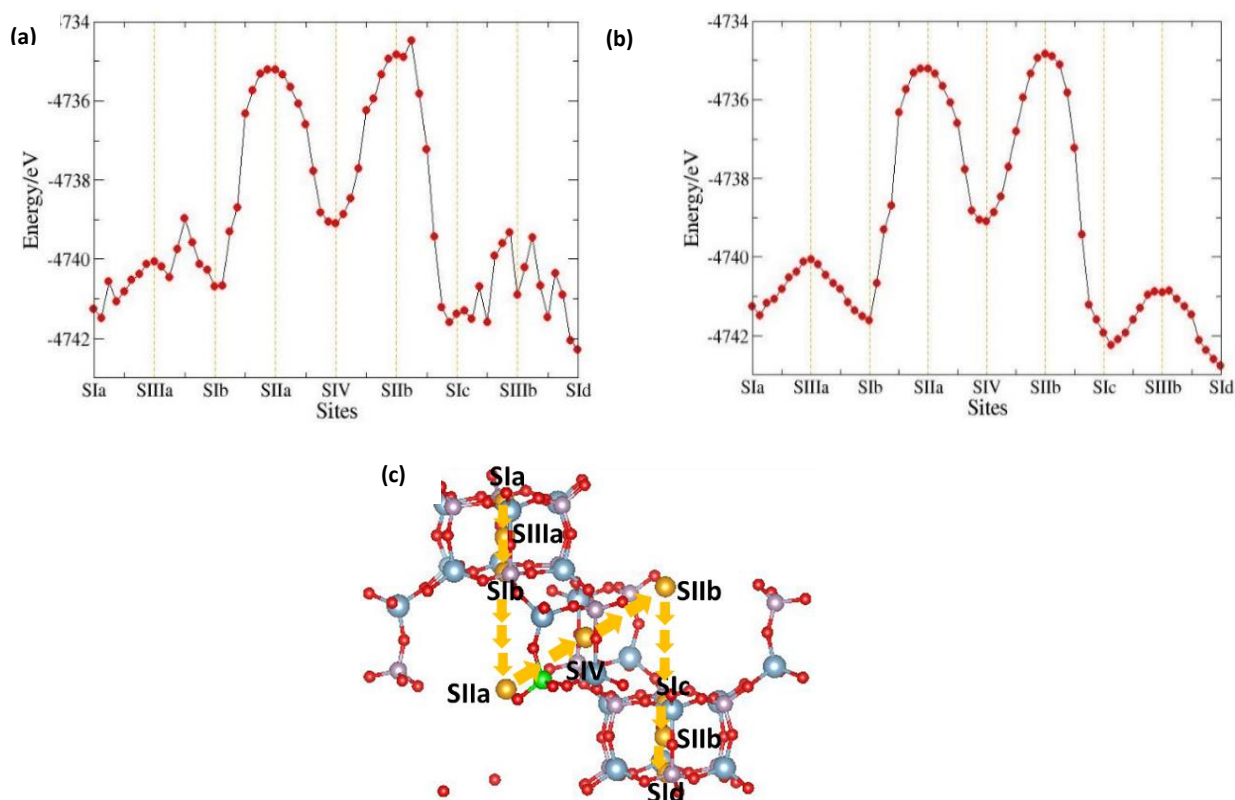 (a)
-4734
-4736
-4738
-4740
-4742
Energy/eV
SIa SIIIa SIb SIIa SIV SIIb SIc SIIIb SId
Sites
(b)
-4734
-4736
-4738
-4740
-4742
Energy/eV
SIa SIIIa SIb SIIa SIV SIIb SIc SIIIb SId
Sites
(c)
SIa
SIIIa
SIb
SIIb
SIV
SIIa
SIc
SIIb
SId